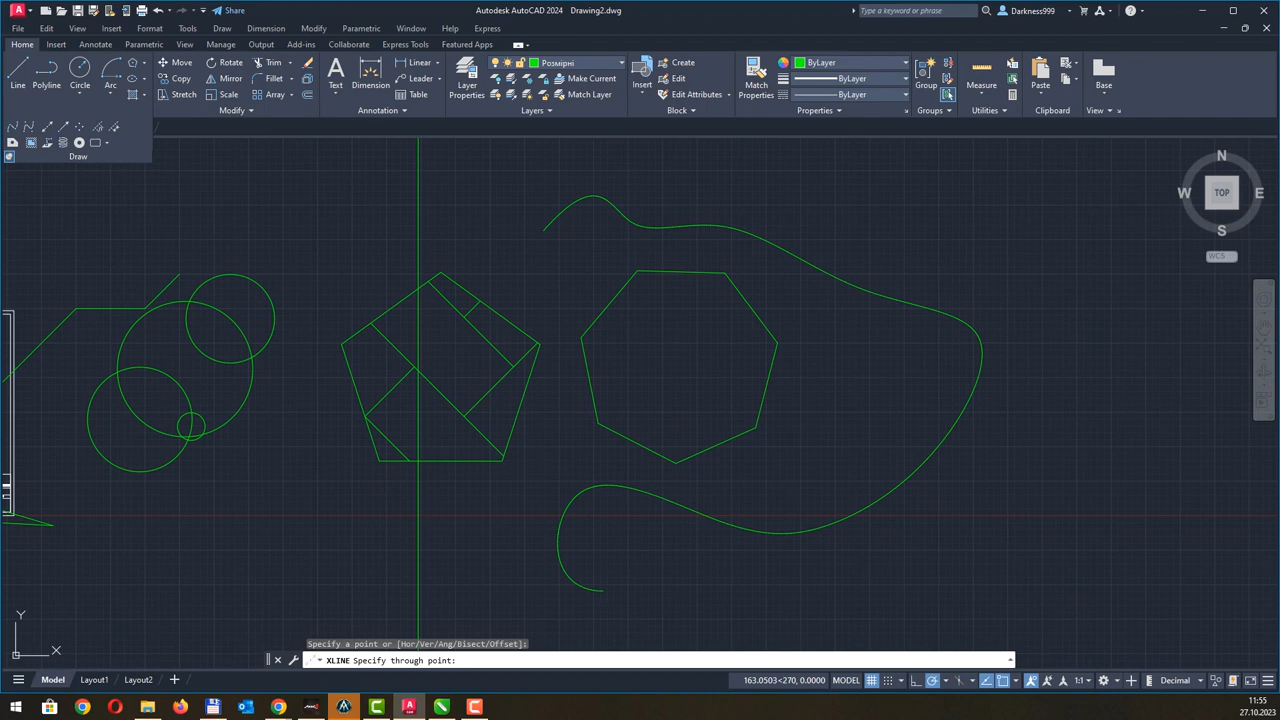 Share
Autodesk AutoCAD 2024 Drawing2.dwg
Type a keyword or phrase
Darkness999
File Edit View Insert Format Tools Draw Dimension Modify Parametric Window Help Express
Home Insert Annotate Parametric View Manage Output Add-ins Collaborate Express Tools Featured Apps
Line Polyline Circle Arc
Draw
Move Rotate Trim
Copy Mirror Fillet
Stretch Scale Array
Modify
Text Dimension
Linear
Leader
Table
Annotation
Layer Properties
Розмірні
Make Current
Match Layer
Layers
Insert
Create
Edit
Edit Attributes
Block
Match Properties
ByLayer
ByLayer
ByLayer
Properties
Group
Groups
Measure
Utilities
Paste
Clipboard
Base
View
N
W TOP E
S
WCS
Y
X
Specify a point or [Hor/Ver/Ang/Bisect/Offset]:
XLINE Specify through point:
Model Layout1 Layout2 +
163.0503<270, 0.0000 MODEL 1:1 Decimal
11:55
27.10.2023